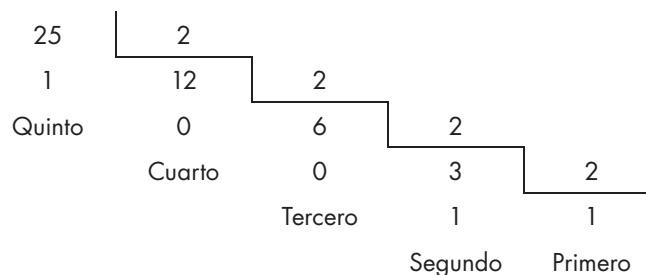 25 2
1 12 2
Quinto 0 6 2
Cuarto 0 3 2
Tercero 1 1
Segundo Primero